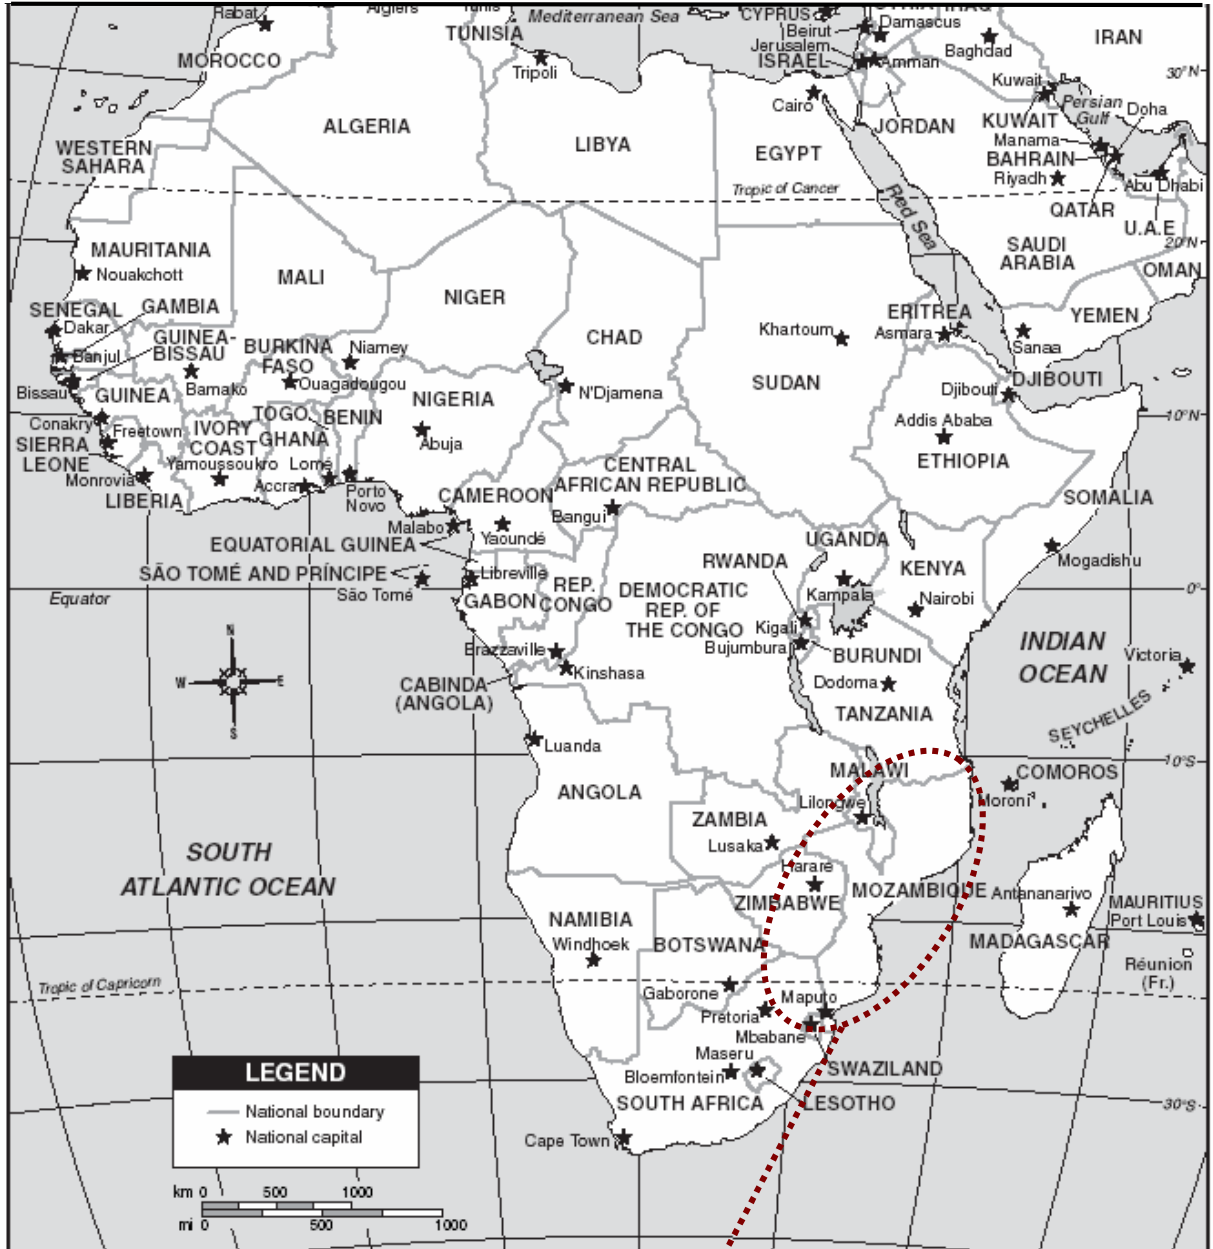 Rabat
Algiers
Tunis
Mediterranean Sea
CYPRUS
SYRIA
IRAQ
Beirut
Damascus
TUNISIA
Jerusalem
Baghdad
IRAN
MOROCCO
Tripoli
ISRAEL
Amman
30°N
Kuwait
Cairo
Persian
Gulf
Doha
ALGERIA
JORDAN
KUWAIT
LIBYA
Manama
WESTERN
SAHARA
EGYPT
BAHRAIN
Riyadh
Abu Dhabi
Tropic of Cancer
Red Sea
QATAR
U.A.E
20°N
MAURITANIA
SAUDI
ARABIA
Nouakchott
MALI
OMAN
NIGER
SENEGAL
GAMBIA
ERITREA
YEMEN
Dakar
CHAD
Khartoum
Asmara
GUINEA-
BISSAU
BURKINA
FASO
Niamey
Sanaa
Banjul
SUDAN
Bissau
Bamako
Ouagadougou
N'Djamena
Djibouti
DJIBOUTI
GUINEA
NIGERIA
10°N
Conakry
Freetown
TOGO
BENIN
Addis Ababa
IVORY
COAST
GHANA
Abuja
SIERRA
LEONE
ETHIOPIA
Yamoussoukro
Lomé
CENTRAL
AFRICAN REPUBLIC
Monrovia
Accra
Porto
Novo
CAMEROON
SOMALIA
LIBERIA
Malabo
Bangui
Yaoundé
EQUATORIAL GUINEA
UGANDA
Mogadishu
RWANDA
KENYA
SÃO TOMÉ AND PRÍNCIPE
Libreville
REP.
CONGO
DEMOCRATIC
REP. OF
THE CONGO
São Tomé
Kampala
Nairobi
Equator
0°
GABON
Kigali
N
W
E
S
Brazzaville
Bujumbura
BURUNDI
INDIAN
OCEAN
Victoria
Kinshasa
Dodoma
CABINDA
(ANGOLA)
TANZANIA
SEYCHELLES
Luanda
10°S
MALAWI
COMOROS
ANGOLA
Lilongwe
Moroni
ZAMBIA
Lusaka
SOUTH
ATLANTIC OCEAN
Harare
MOZAMBIQUE
Antananarivo
ZIMBABWE
MAURITIUS
Port Louis
NAMIBIA
Windhoek
BOTSWANA
MADAGASCAR
Réunion
(Fr.)
Tropic of Capricorn
Gaborone
Maputo
Pretoria
Mbabane
Maseru
SWAZILAND
Bloemfontein
SOUTH AFRICA
LESOTHO
30°S
Cape Town
LEGEND
National boundary
National capital
km 0 500 1000
mi 0 500 1000